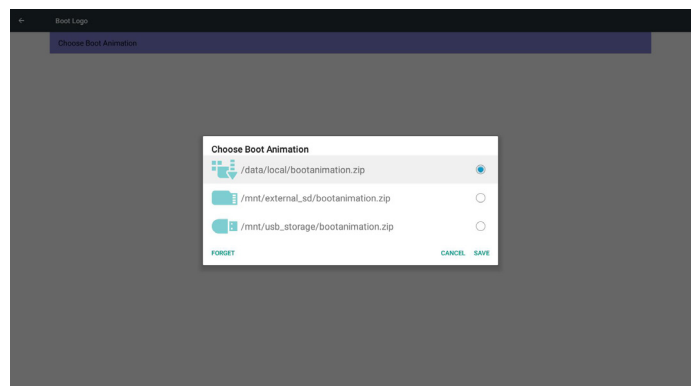 Boot Logo
Choose Boot Animation
Choose Boot Animation
/data/local/bootanimation.zip
/mnt/external_sd/bootanimation.zip
/mnt/usb_storage/bootanimation.zip
FORGET CANCEL SAVE